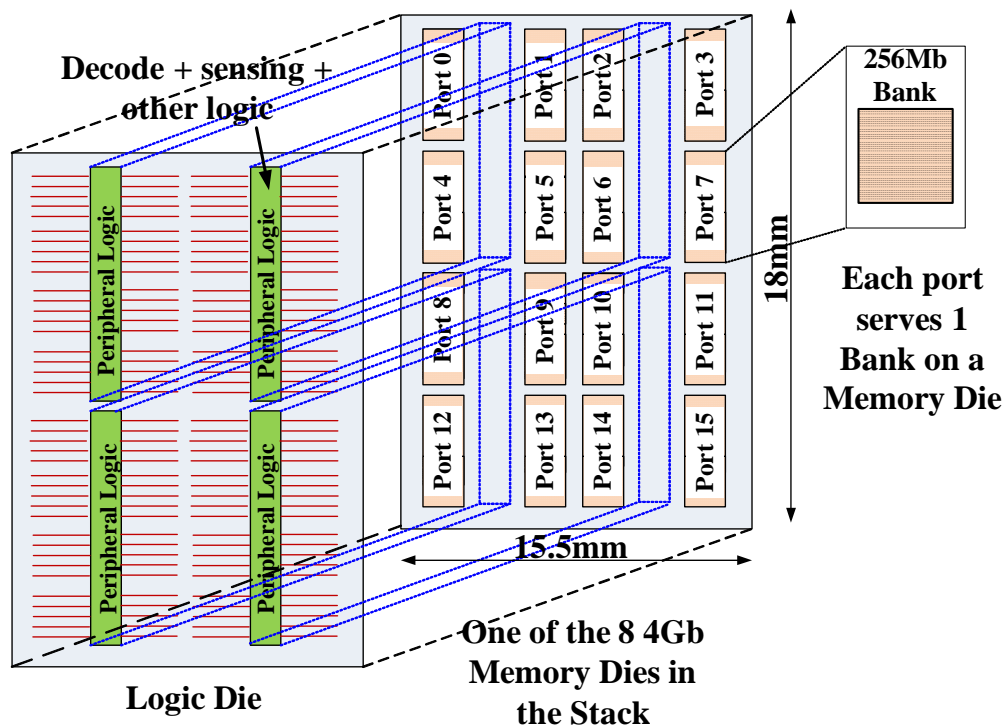 Decode + sensing +
other logic
Port 0
Port 1
Port 2
Port 3
256Mb
Bank
Port 4
Port 5
Port 6
Port 7
Peripheral Logic
Peripheral Logic
18mm
Port 8
Port 9
Port 10
Port 11
Each port
serves 1
Bank on a
Memory Die
Port 12
Port 13
Port 14
Port 15
Peripheral Logic
Peripheral Logic
15.5mm
One of the 8 4Gb
Memory Dies in
the Stack
Logic Die